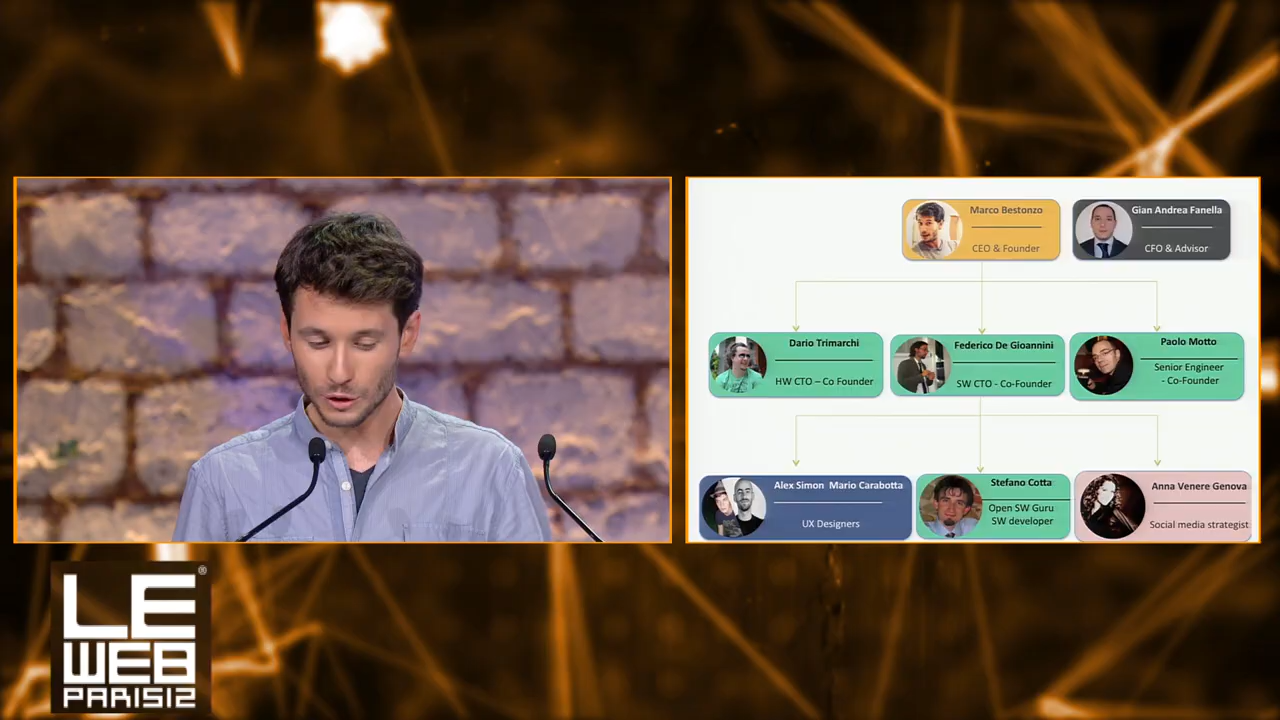 Marco Bestonzo
CEO & Founder
Gian Andrea Fanella
CFO & Advisor
Dario Trimarchi
HW CTO – Co Founder
Federico De Gioannini
SW CTO - Co-Founder
Paolo Motto
Senior Engineer
- Co-Founder
Alex Simon Mario Carabotta
UX Designers
Stefano Cotta
Open SW Guru
SW developer
Anna Venere Genova
Social media strategist
LE
WEB
PARIS12
®